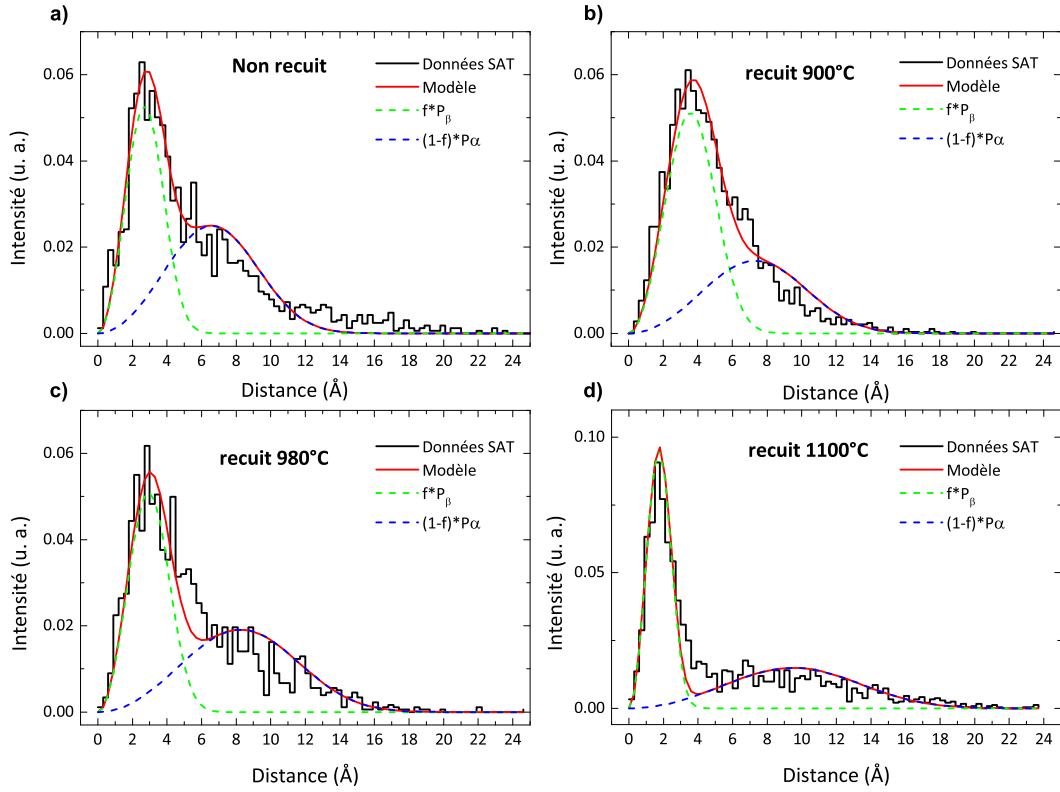 a)
Non recuit
Données SAT
Modèle
f*Pβ
(1-f)*Pα
Intensité (u. a.)
0.06
0.04
0.02
0.00
0 2 4 6 8 10 12 14 16 18 20 22 24
Distance (Å)
b)
recuit 900°C
Données SAT
Modèle
f*Pβ
(1-f)*Pα
Intensité (u. a.)
0.06
0.04
0.02
0.00
0 2 4 6 8 10 12 14 16 18 20 22 24
Distance (Å)
c)
recuit 980°C
Données SAT
Modèle
f*Pβ
(1-f)*Pα
Intensité (u. a.)
0.06
0.04
0.02
0.00
0 2 4 6 8 10 12 14 16 18 20 22 24
Distance (Å)
d)
recuit 1100°C
Données SAT
Modèle
f*Pβ
(1-f)*Pα
Intensité (u. a.)
0.10
0.05
0.00
0 2 4 6 8 10 12 14 16 18 20 22 24
Distance (Å)